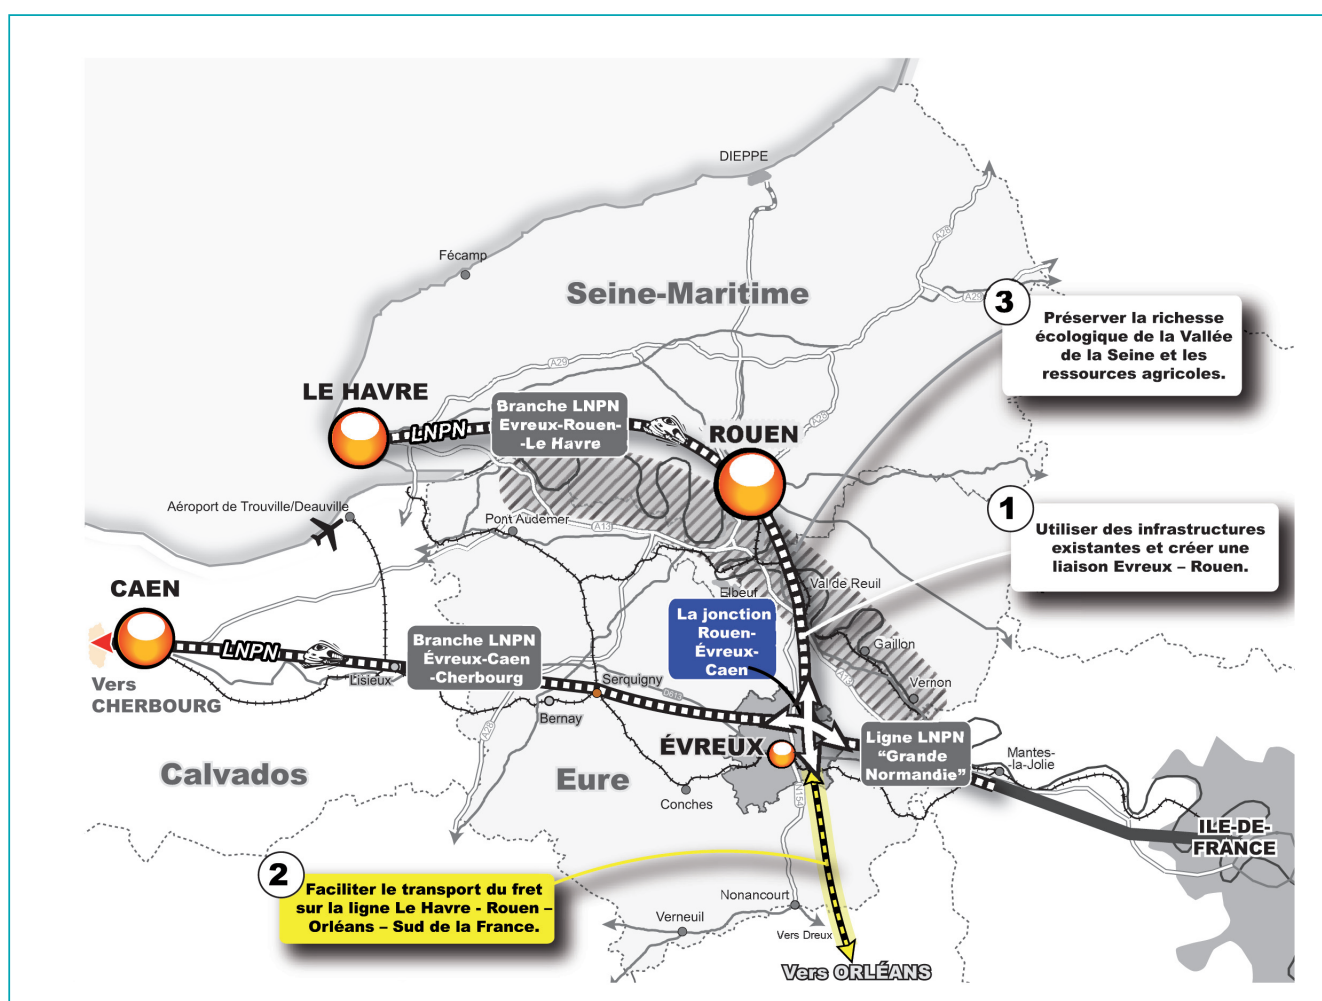 DIEPPE
Fécamp
A28
Seine-Maritime
A29
3
Préserver la richesse
écologique de la Vallée
de la Seine et les
ressources agricoles.
A29
LE HAVRE
LNPN
Branche LNPN
Evreux-Rouen-
-Le Havre
A28
ROUEN
1
Utiliser des infrastructures
existantes et créer une
liaison Evreux – Rouen.
Aéroport de Trouville/Deauville
Pont Audemer
A13
CAEN
Elbeuf
Val de Reuil
La jonction
Rouen-
Évreux-
Caen
LNPN
Branche LNPN
Évreux-Caen
-Cherbourg
Gaillon
Lisieux
Serquigny
D613
A13
Vernon
Vers
CHERBOURG
Bernay
A28
ÉVREUX
Ligne LNPN
“Grande
Normandie”
Mantes-
-la-Jolie
Calvados
Eure
Conches
N154
ILE-DE-
FRANCE
2
Faciliter le transport du fret
sur la ligne Le Havre - Rouen –
Orléans – Sud de la France.
Nonancourt
Verneuil
Vers Dreux
Vers ORLÉANS